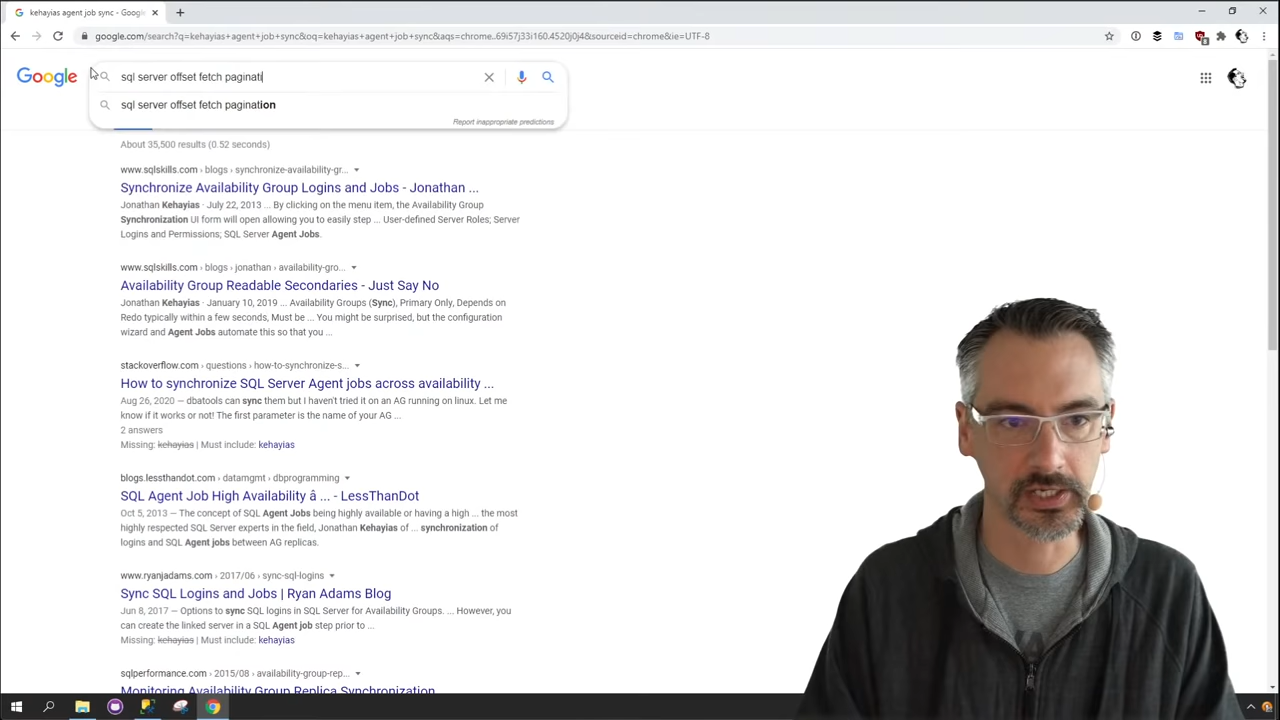 kehayias agent job sync - Googl
google.com/search?q=kehayias+agent+job+sync&oq=kehayias+agent+job+sync&aqs=chrome..69i57j33i160.4520j0j4&sourceid=chrome&ie=UTF-8
Google
sql server offset fetch paginati
sql server offset fetch pagination
Report inappropriate predictions
About 35,500 results (0.52 seconds)
www.sqlskills.com › blogs › synchronize-availability-gr...
Synchronize Availability Group Logins and Jobs - Jonathan ...
Jonathan Kehayias · July 22, 2013 ... By clicking on the menu item, the Availability Group
Synchronization UI form will open allowing you to easily step ... User-defined Server Roles; Server
Logins and Permissions; SQL Server Agent Jobs.
www.sqlskills.com › blogs › jonathan › availability-gro...
Availability Group Readable Secondaries - Just Say No
Jonathan Kehayias · January 10, 2019 ... Availability Groups (Sync), Primary Only, Depends on
Redo typically within a few seconds, Must be ... You might be surprised, but the configuration
wizard and Agent Jobs automate this so that you ...
stackoverflow.com › questions › how-to-synchronize-s...
How to synchronize SQL Server Agent jobs across availability ...
Aug 26, 2020 — dbatools can sync them but I haven't tried it on an AG running on linux. Let me
know if it works or not! The first parameter is the name of your AG ...
2 answers
Missing: kehayias | Must include: kehayias
blogs.lessthandot.com › datamgmt › dbprogramming
SQL Agent Job High Availability â ... - LessThanDot
Oct 5, 2013 — The concept of SQL Agent Jobs being highly available or having a high ... the most
highly respected SQL Server experts in the field, Jonathan Kehayias of ... synchronization of
logins and SQL Agent jobs between AG replicas.
www.ryanjadams.com › 2017/06 › sync-sql-logins
Sync SQL Logins and Jobs | Ryan Adams Blog
Jun 8, 2017 — Options to sync SQL logins in SQL Server for Availability Groups. ... However, you
can create the linked server in a SQL Agent job step prior to ...
Missing: kehayias | Must include: kehayias
sqlperformance.com › 2015/08 › availability-group-rep...
Monitoring Availability Group Replica Synchronization